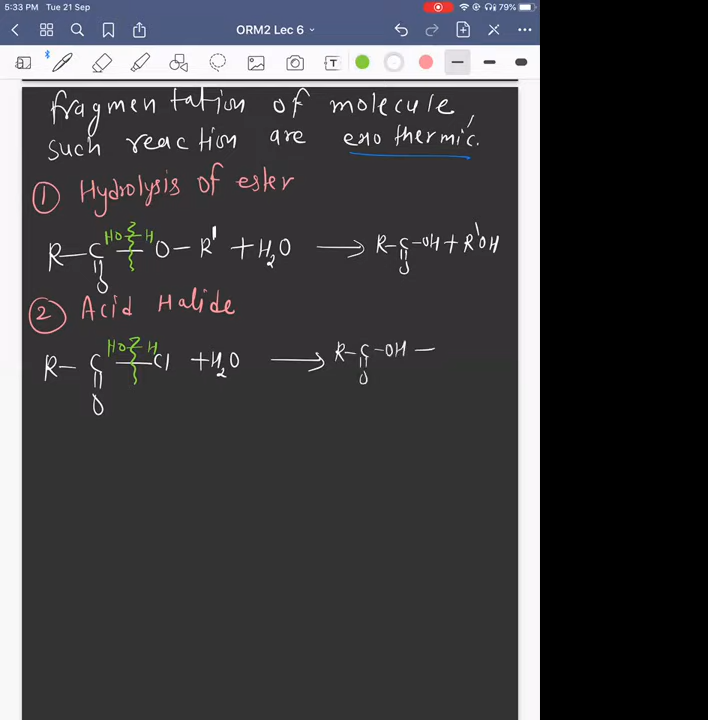 5:33 PM Tue 21 Sep 79%
ORM2 Lec 6
T
fragmentation of molecule,
such reaction are exothermic.
1 Hydrolysis of ester
HO H
R-C-O-R' + H2O → R-C-OH + R'OH
O O
2 Acid Halide
HO H
R-C-Cl + H2O → R-C-OH -
O O